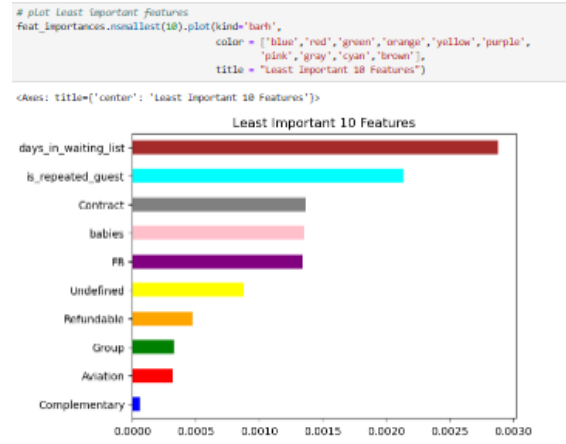 # plot Least important features
feat_importances.nsmallest(10).plot(kind='barh',
color = ['blue','red','green','orange','yellow','purple',
'pink','gray','cyan','brown'],
title = "Least Important 10 Features")
<Axes: title={'center': 'Least Important 10 Features'}>
Least Important 10 Features
days_in_waiting_list
is_repeated_guest
Contract
babies
FB
Undefined
Refundable
Group
Aviation
Complementary
0.0000 0.0005 0.0010 0.0015 0.0020 0.0025 0.0030